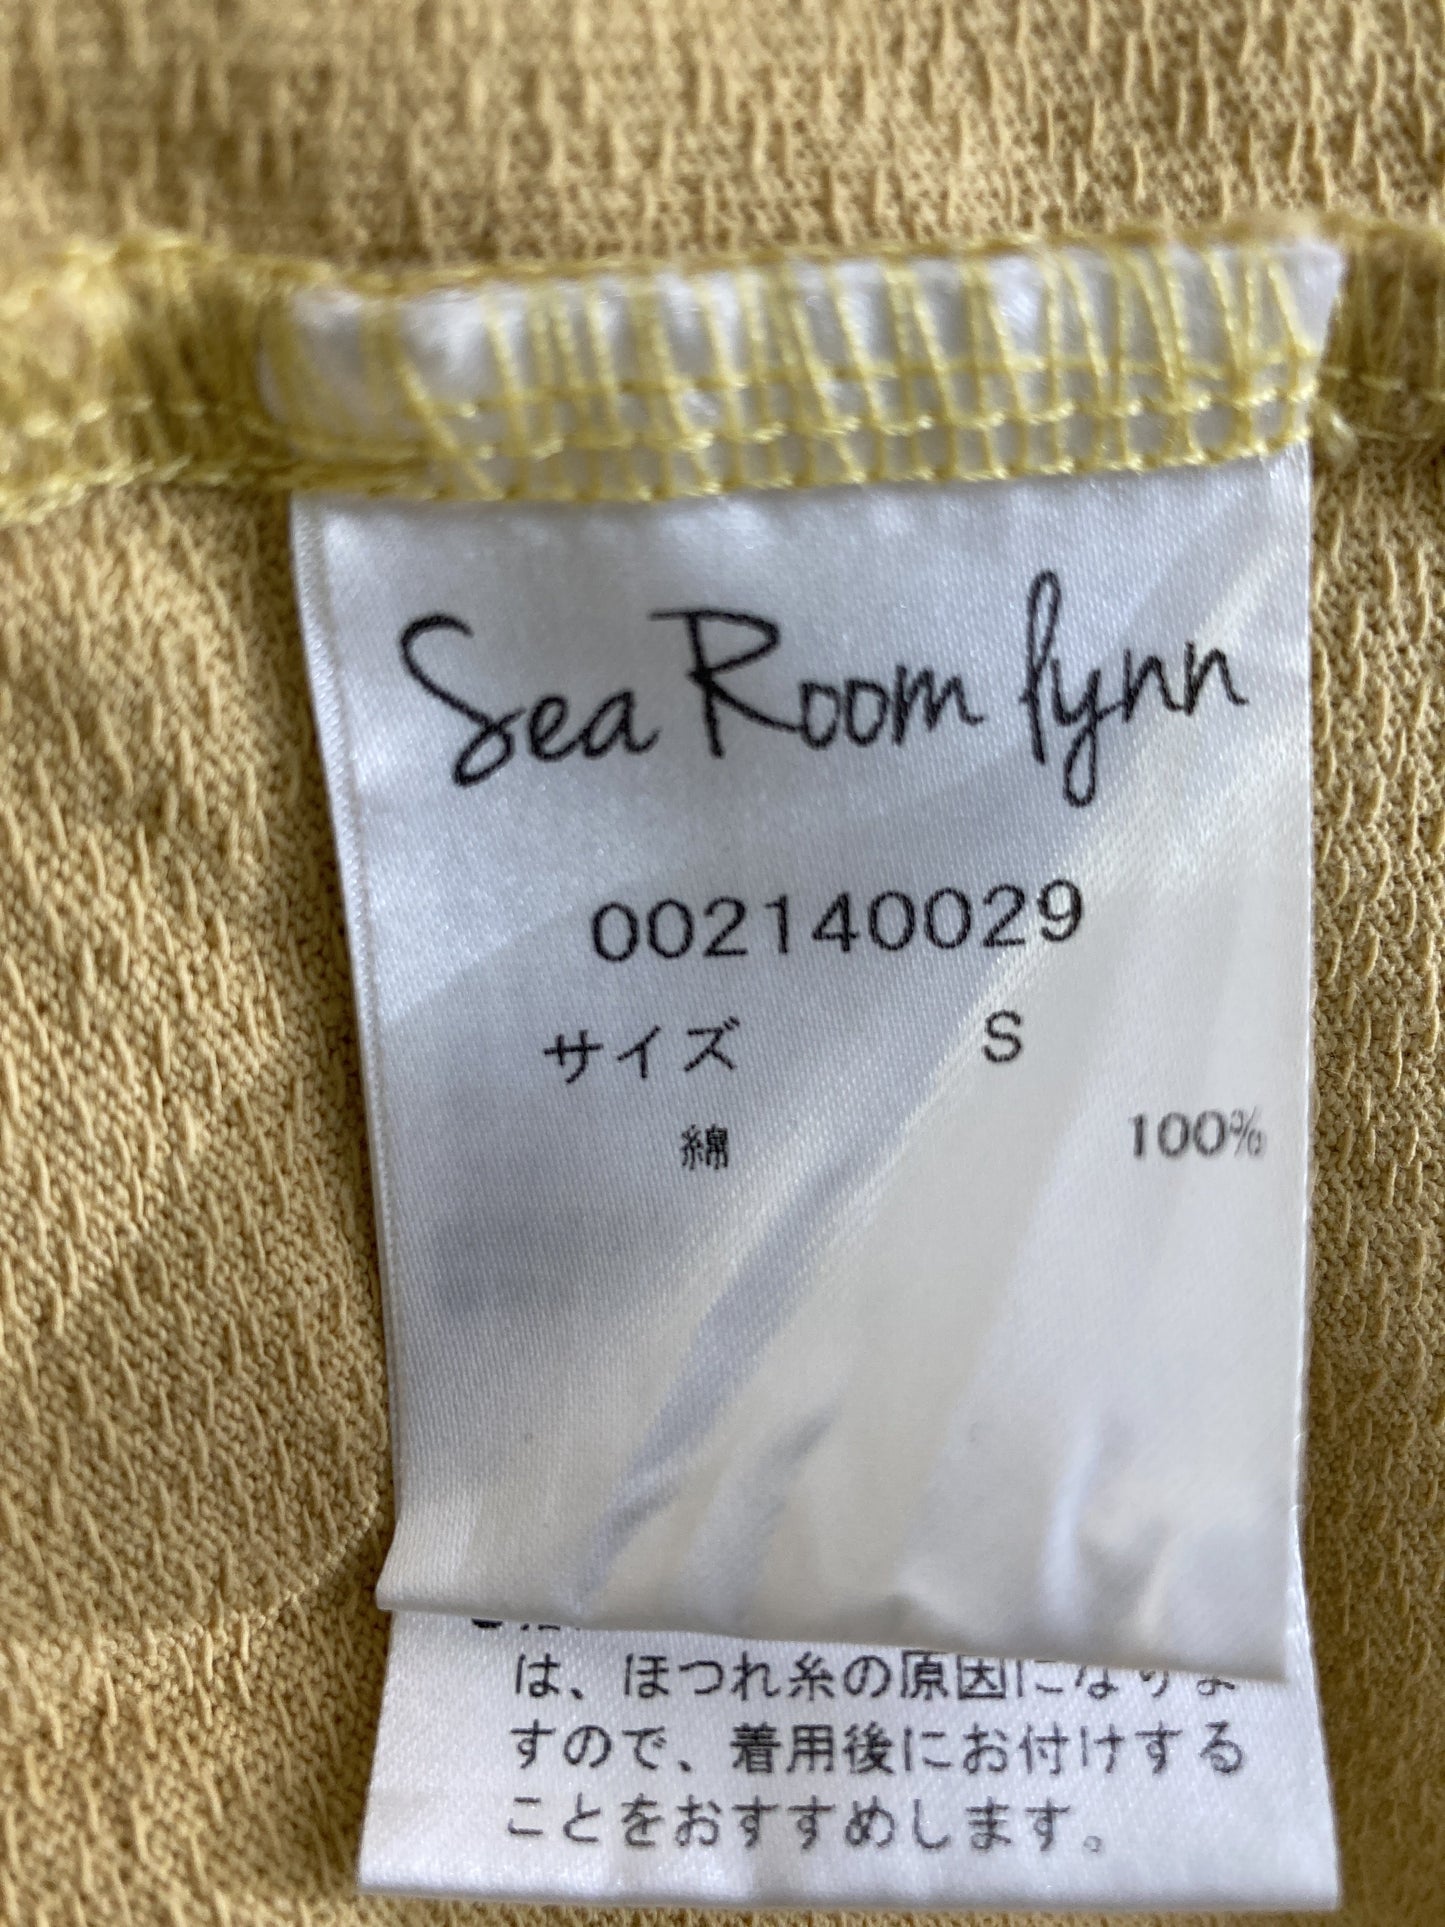 Sea Room lynn
002140029
サイズ S
綿 100%
は、ほつれ糸の原因になりま
すので、着用後にお付けする
ことをおすすめします。